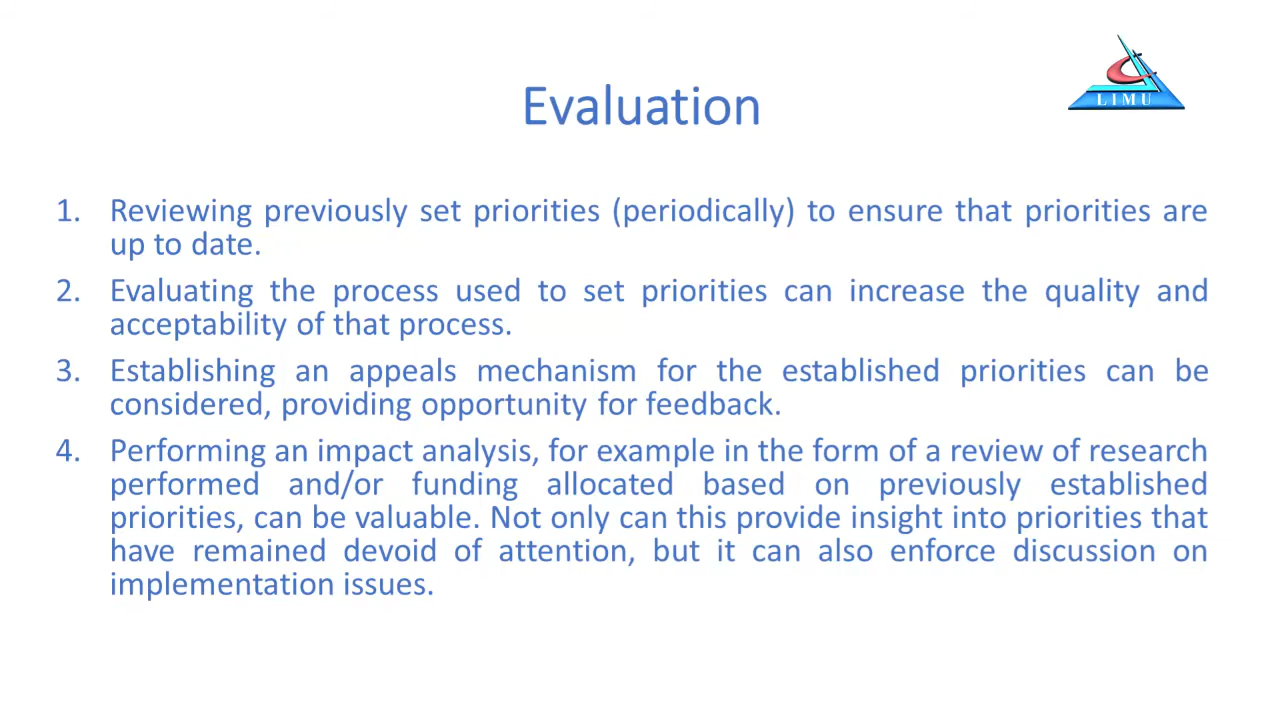 LIMU
Evaluation
1. Reviewing previously set priorities (periodically) to ensure that priorities are
up to date.
2. Evaluating the process used to set priorities can increase the quality and
acceptability of that process.
3. Establishing an appeals mechanism for the established priorities can be
considered, providing opportunity for feedback.
4. Performing an impact analysis, for example in the form of a review of research
performed and/or funding allocated based on previously established
priorities, can be valuable. Not only can this provide insight into priorities that
have remained devoid of attention, but it can also enforce discussion on
implementation issues.